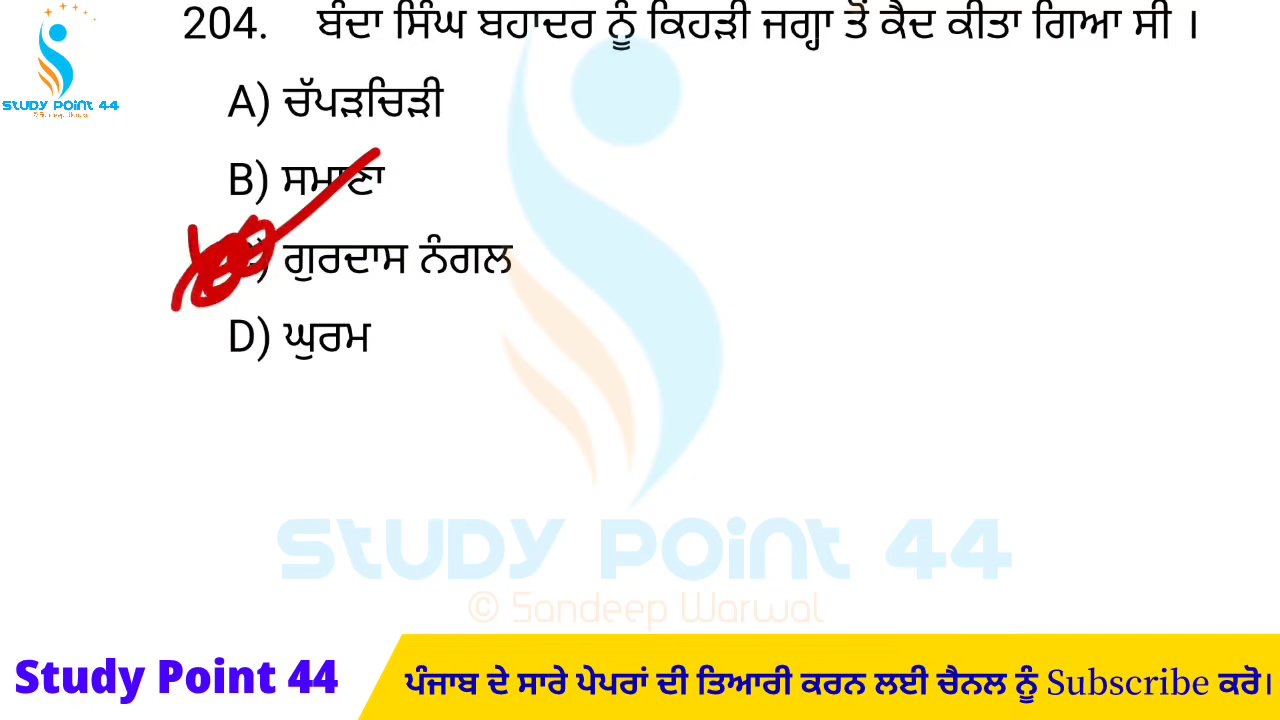 204. ਬੰਦਾ ਸਿੰਘ ਬਹਾਦਰ ਨੂੰ ਕਿਹੜੀ ਜਗ੍ਹਾ ਤੋਂ ਕੈਦ ਕੀਤਾ ਗਿਆ ਸੀ ।
STUDY POINT 44
A) ਚੱਪੜਚਿੜੀ
B) ਸਮਾਣਾ
ਗੁਰਦਾਸ ਨੰਗਲ
D) ਘੁਰਮ
STUDY POINT 44
© Sandeep Warwal
Study Point 44
ਪੰਜਾਬ ਦੇ ਸਾਰੇ ਪੇਪਰਾਂ ਦੀ ਤਿਆਰੀ ਕਰਨ ਲਈ ਚੈਨਲ ਨੂੰ Subscribe ਕਰੋ।